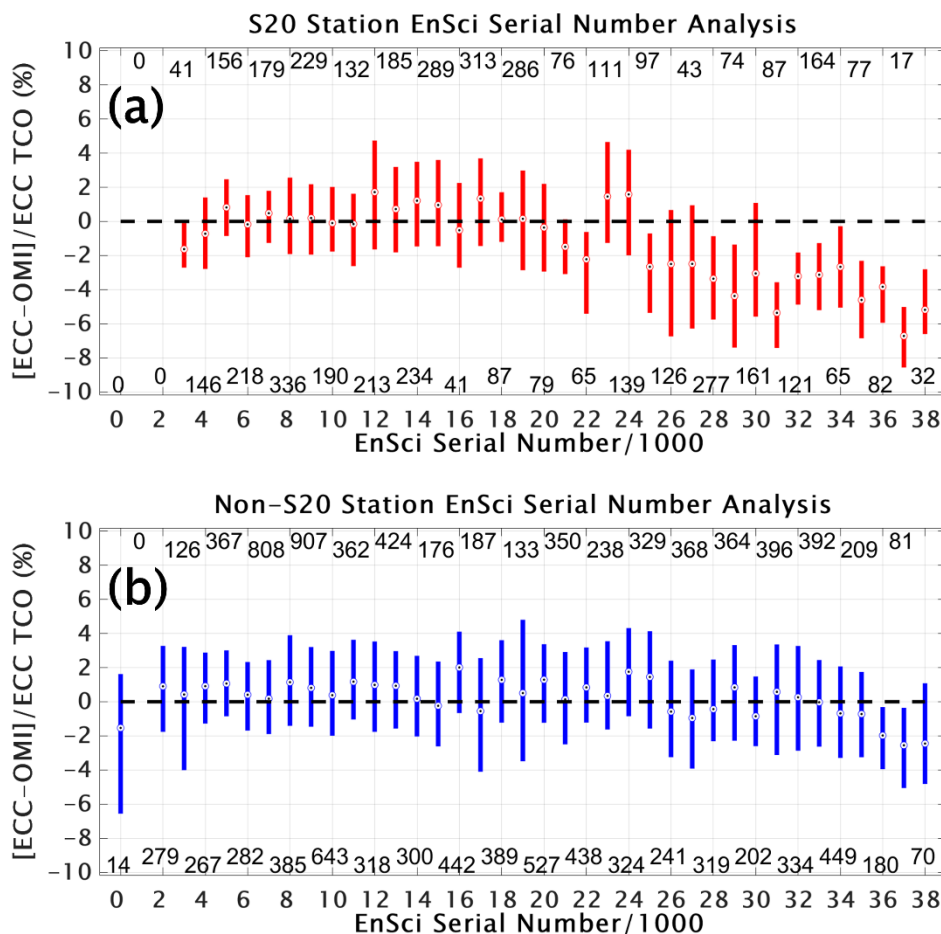 S20 Station EnSci Serial Number Analysis
[ECC-OMI]/ECC TCO (%)
10
8
6
4
2
0
−2
−4
−6
−8
−10
(a)
0 41 156 179 229 132 185 289 313 286 76 111 97 43 74 87 164 77 17
0 0 146 218 336 190 213 234 41 87 79 65 139 126 277 161 121 65 82 32
0 2 4 6 8 10 12 14 16 18 20 22 24 26 28 30 32 34 36 38
EnSci Serial Number/1000
Non-S20 Station EnSci Serial Number Analysis
[ECC-OMI]/ECC TCO (%)
10
8
6
4
2
0
−2
−4
−6
−8
−10
(b)
0 126 367 808 907 362 424 176 187 133 350 238 329 368 364 396 392 209 81
14 279 267 282 385 643 318 300 442 389 527 438 324 241 319 202 334 449 180 70
0 2 4 6 8 10 12 14 16 18 20 22 24 26 28 30 32 34 36 38
EnSci Serial Number/1000